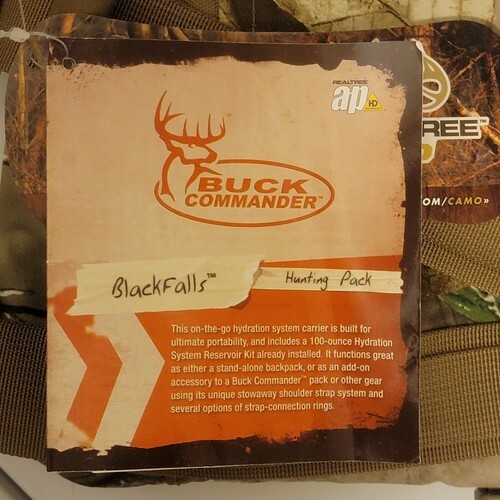 REALTREE
ap HD
TREE™
OM/CAMO»
BUCK
COMMANDER™
BlackFalls™
Hunting Pack
This on-the-go hydration system carrier is built for
ultimate portability, and includes a 100-ounce Hydration
System Reservoir Kit already installed. It functions great
as either a stand-alone backpack, or as an add-on
accessory to a Buck Commander™ pack or other gear
using its unique stowaway shoulder strap system and
several options of strap-connection rings.